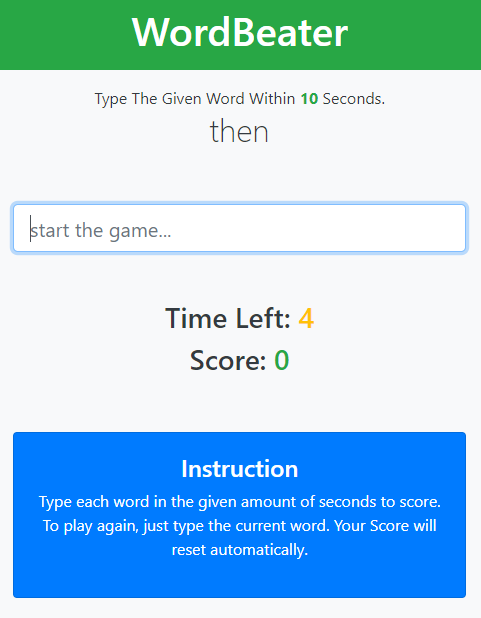 WordBeater
Type The Given Word Within 10 Seconds.
then
start the game...
Time Left: 4
Score: 0
Instruction
Type each word in the given amount of seconds to score.
To play again, just type the current word. Your Score will
reset automatically.